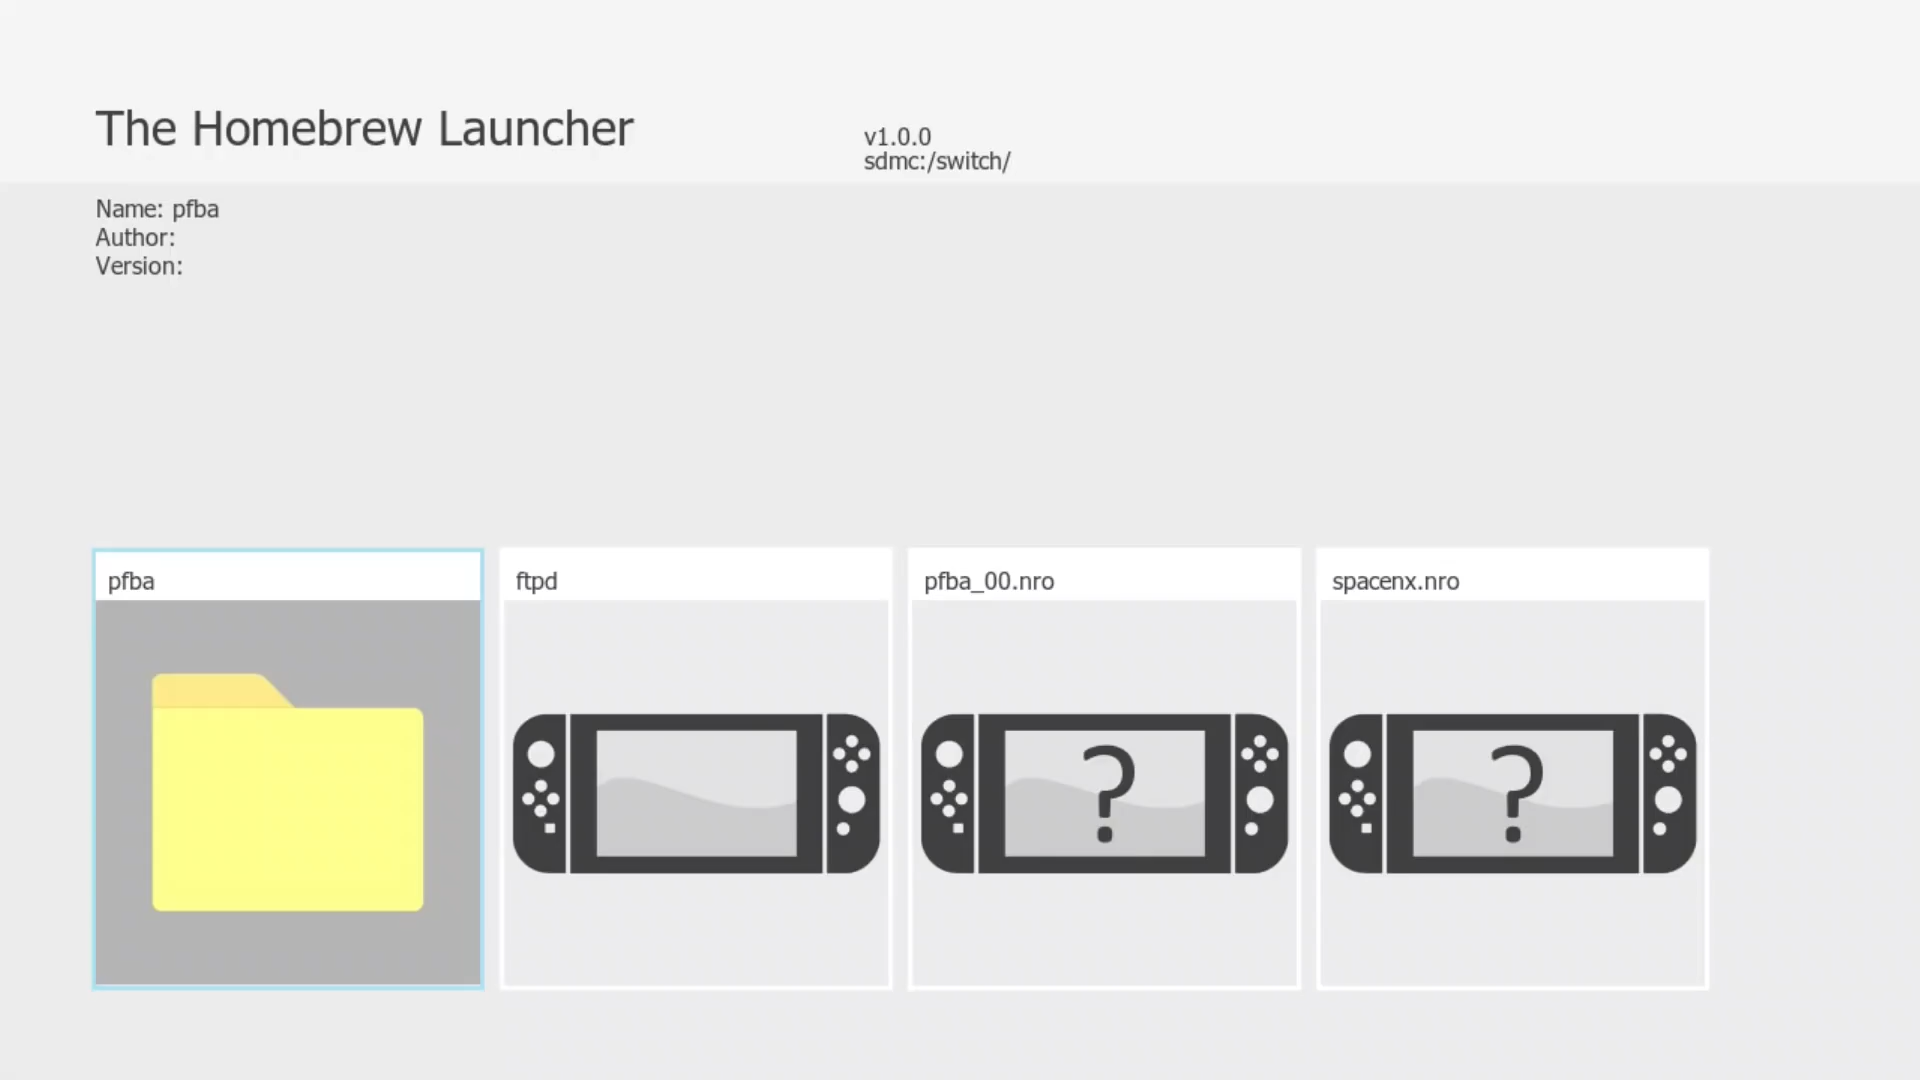 The Homebrew Launcher
v1.0.0
sdmc:/switch/
Name: pfba
Author:
Version:
pfba
ftpd
pfba_00.nro
spacenx.nro
?
?